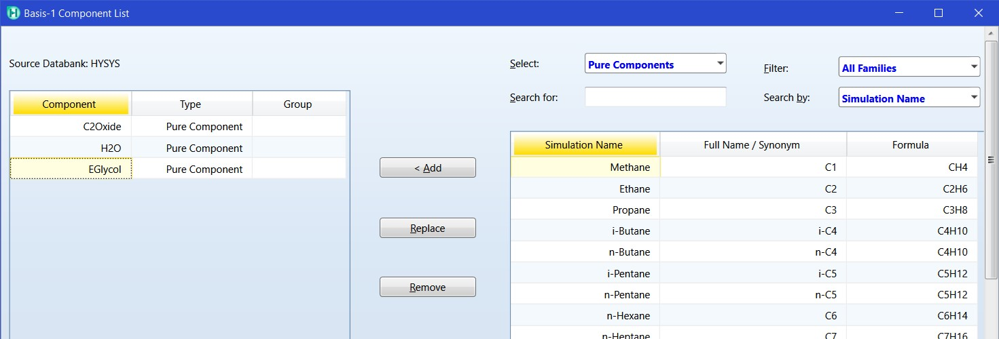 Basis-1 Component List
Source Databank: HYSYS
Select: Pure Components Filter: All Families
Search for: Search by: Simulation Name
Component Type Group
C2Oxide Pure Component
H2O Pure Component
EGlycol Pure Component
< Add
Replace
Remove
Simulation Name Full Name / Synonym Formula
Methane C1 CH4
Ethane C2 C2H6
Propane C3 C3H8
i-Butane i-C4 C4H10
n-Butane n-C4 C4H10
i-Pentane i-C5 C5H12
n-Pentane n-C5 C5H12
n-Hexane C6 C6H14
n-Heptane C7 C7H16